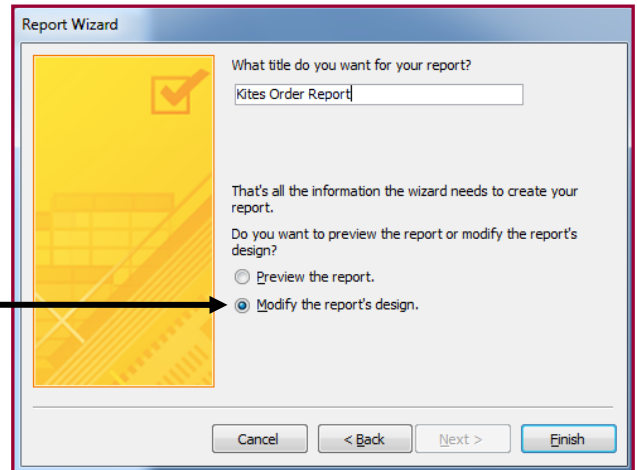 Report Wizard
What title do you want for your report?
Kites Order Report
That's all the information the wizard needs to create your
report.
Do you want to preview the report or modify the report's
design?
Preview the report.
Modify the report's design.
Cancel
< Back
Next >
Finish